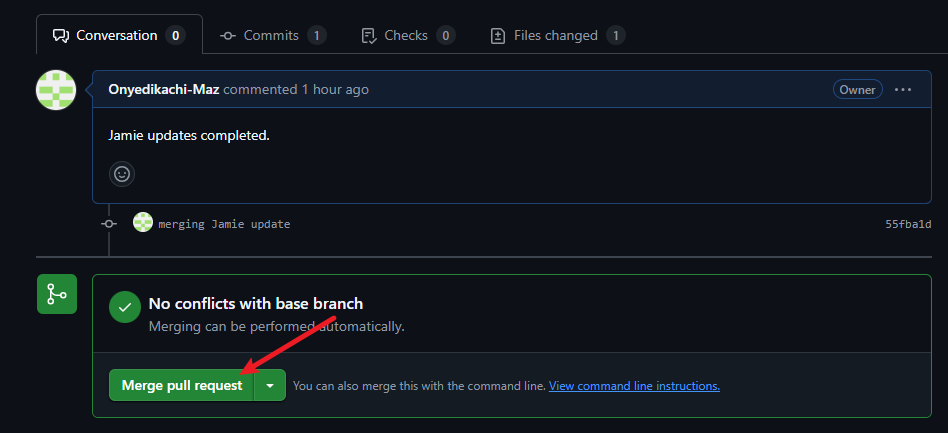 Conversation 0 Commits 1 Checks 0 Files changed 1
Onyedikachi-Maz commented 1 hour ago Owner
Jamie updates completed.
merging Jamie update 55fba1d
No conflicts with base branch
Merging can be performed automatically.
Merge pull request You can also merge this with the command line. View command line instructions.